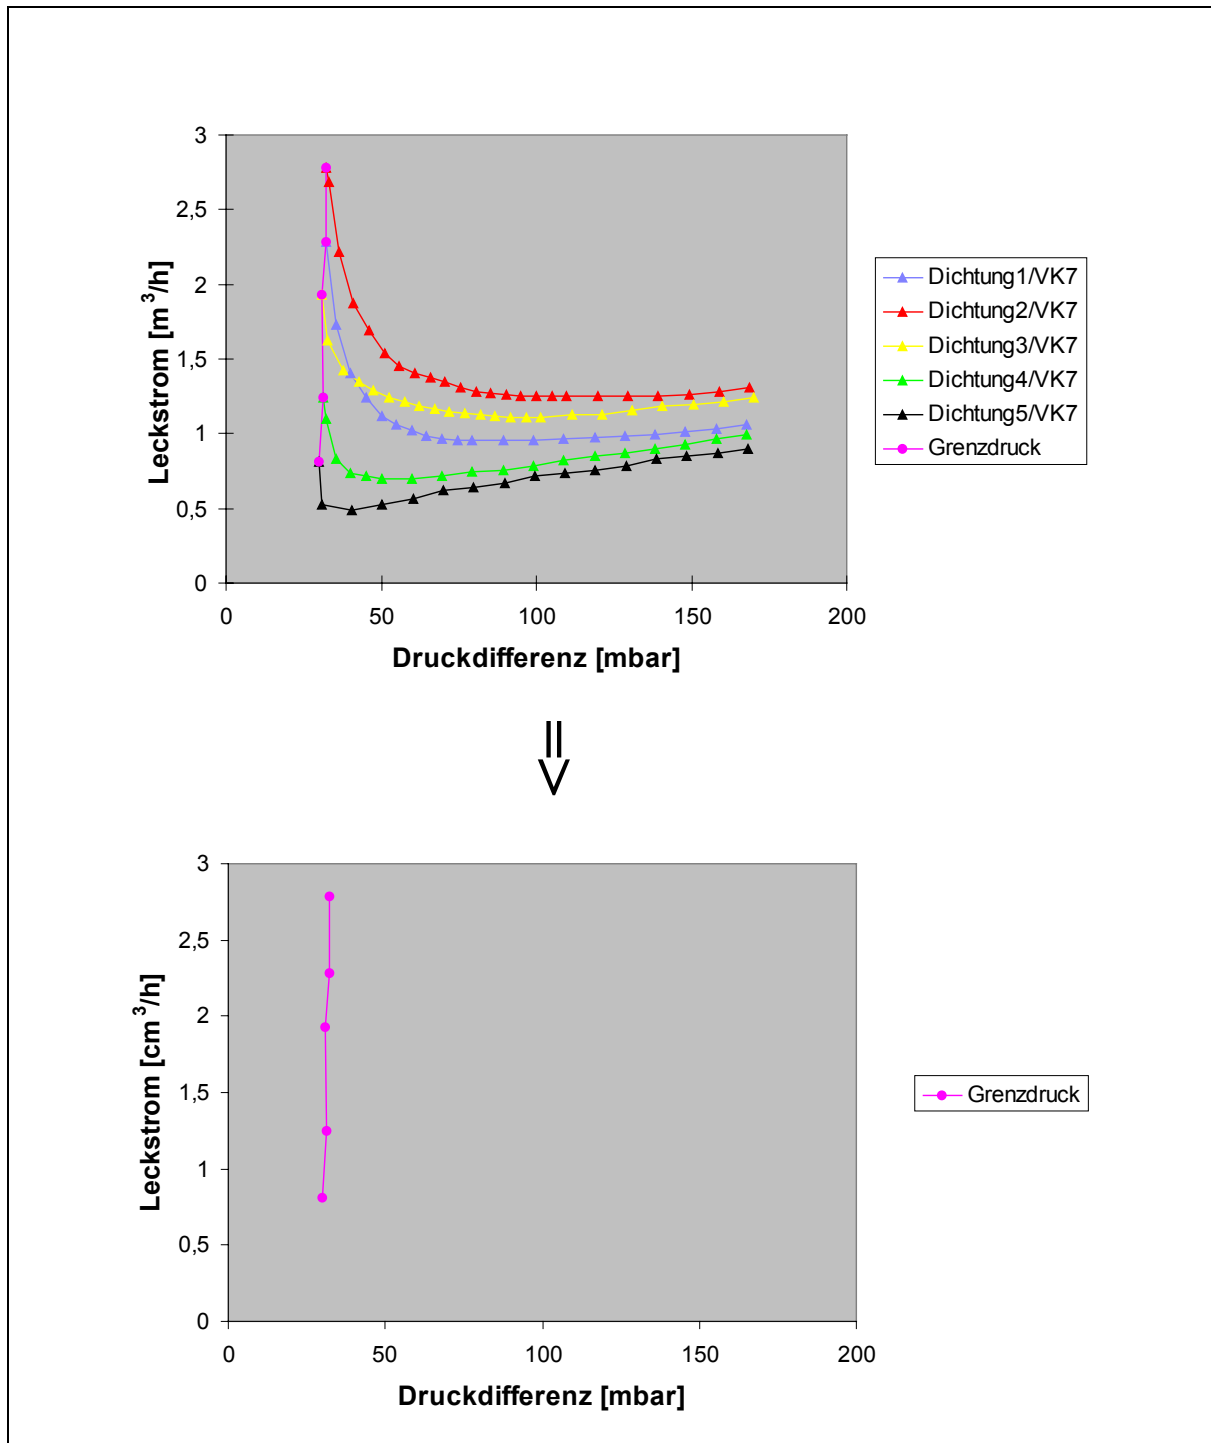 3
2,5
2
1,5
1
0,5
0
Leckstrom [m³/h]
0 50 100 150 200
Druckdifferenz [mbar]
Dichtung1/VK7
Dichtung2/VK7
Dichtung3/VK7
Dichtung4/VK7
Dichtung5/VK7
Grenzdruck
3
2,5
2
1,5
1
0,5
0
Leckstrom [cm³/h]
0 50 100 150 200
Druckdifferenz [mbar]
Grenzdruck